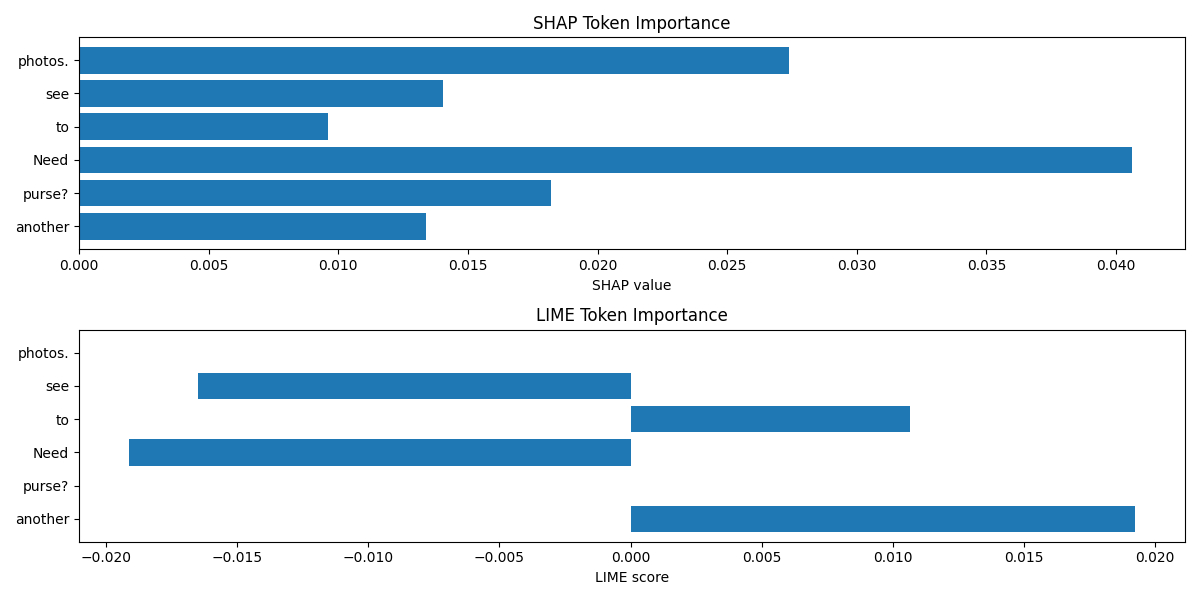 SHAP Token Importance
photos.
see
to
Need
purse?
another
0.000 0.005 0.010 0.015 0.020 0.025 0.030 0.035 0.040
SHAP value
LIME Token Importance
photos.
see
to
Need
purse?
another
−0.020 −0.015 −0.010 −0.005 0.000 0.005 0.010 0.015 0.020
LIME score